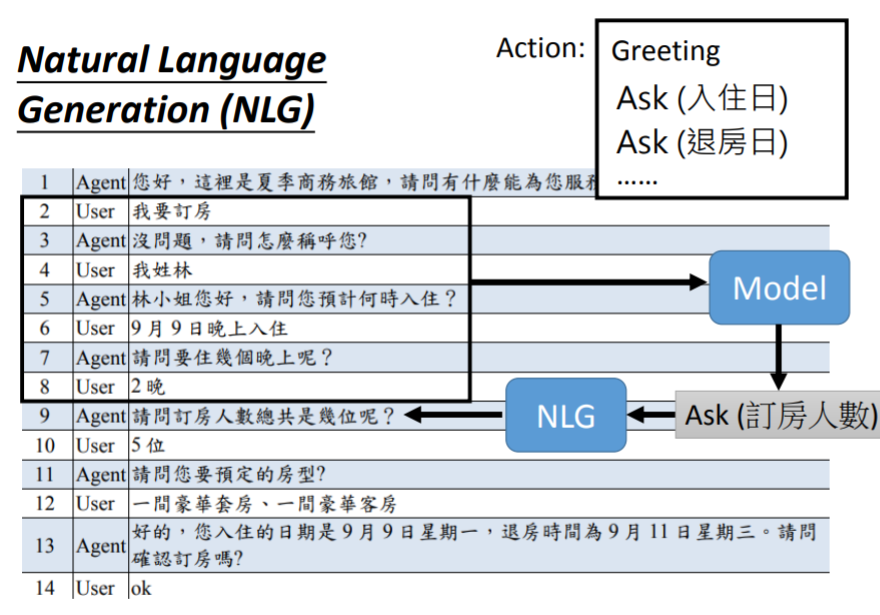 Natural Language
Generation (NLG)
Action:
Greeting
Ask (入住日)
Ask (退房日)
……
1 Agent 您好，這裡是夏季商務旅館，請問有什麼能為您服
2 User 我要訂房
3 Agent 沒問題，請問怎麼稱呼您?
4 User 我姓林
5 Agent 林小姐您好，請問您預計何時入住？
6 User 9月9日晚上入住
7 Agent 請問要住幾個晚上呢？
8 User 2晚
9 Agent 請問訂房人數總共是幾位呢？
10 User 5位
11 Agent 請問您要預定的房型?
12 User 一間豪華套房、一間豪華客房
13 Agent 好的，您入住的日期是9月9日星期一，退房時間為9月11日星期三。請問
確認訂房嗎?
14 User ok
Model
Ask (訂房人數)
NLG